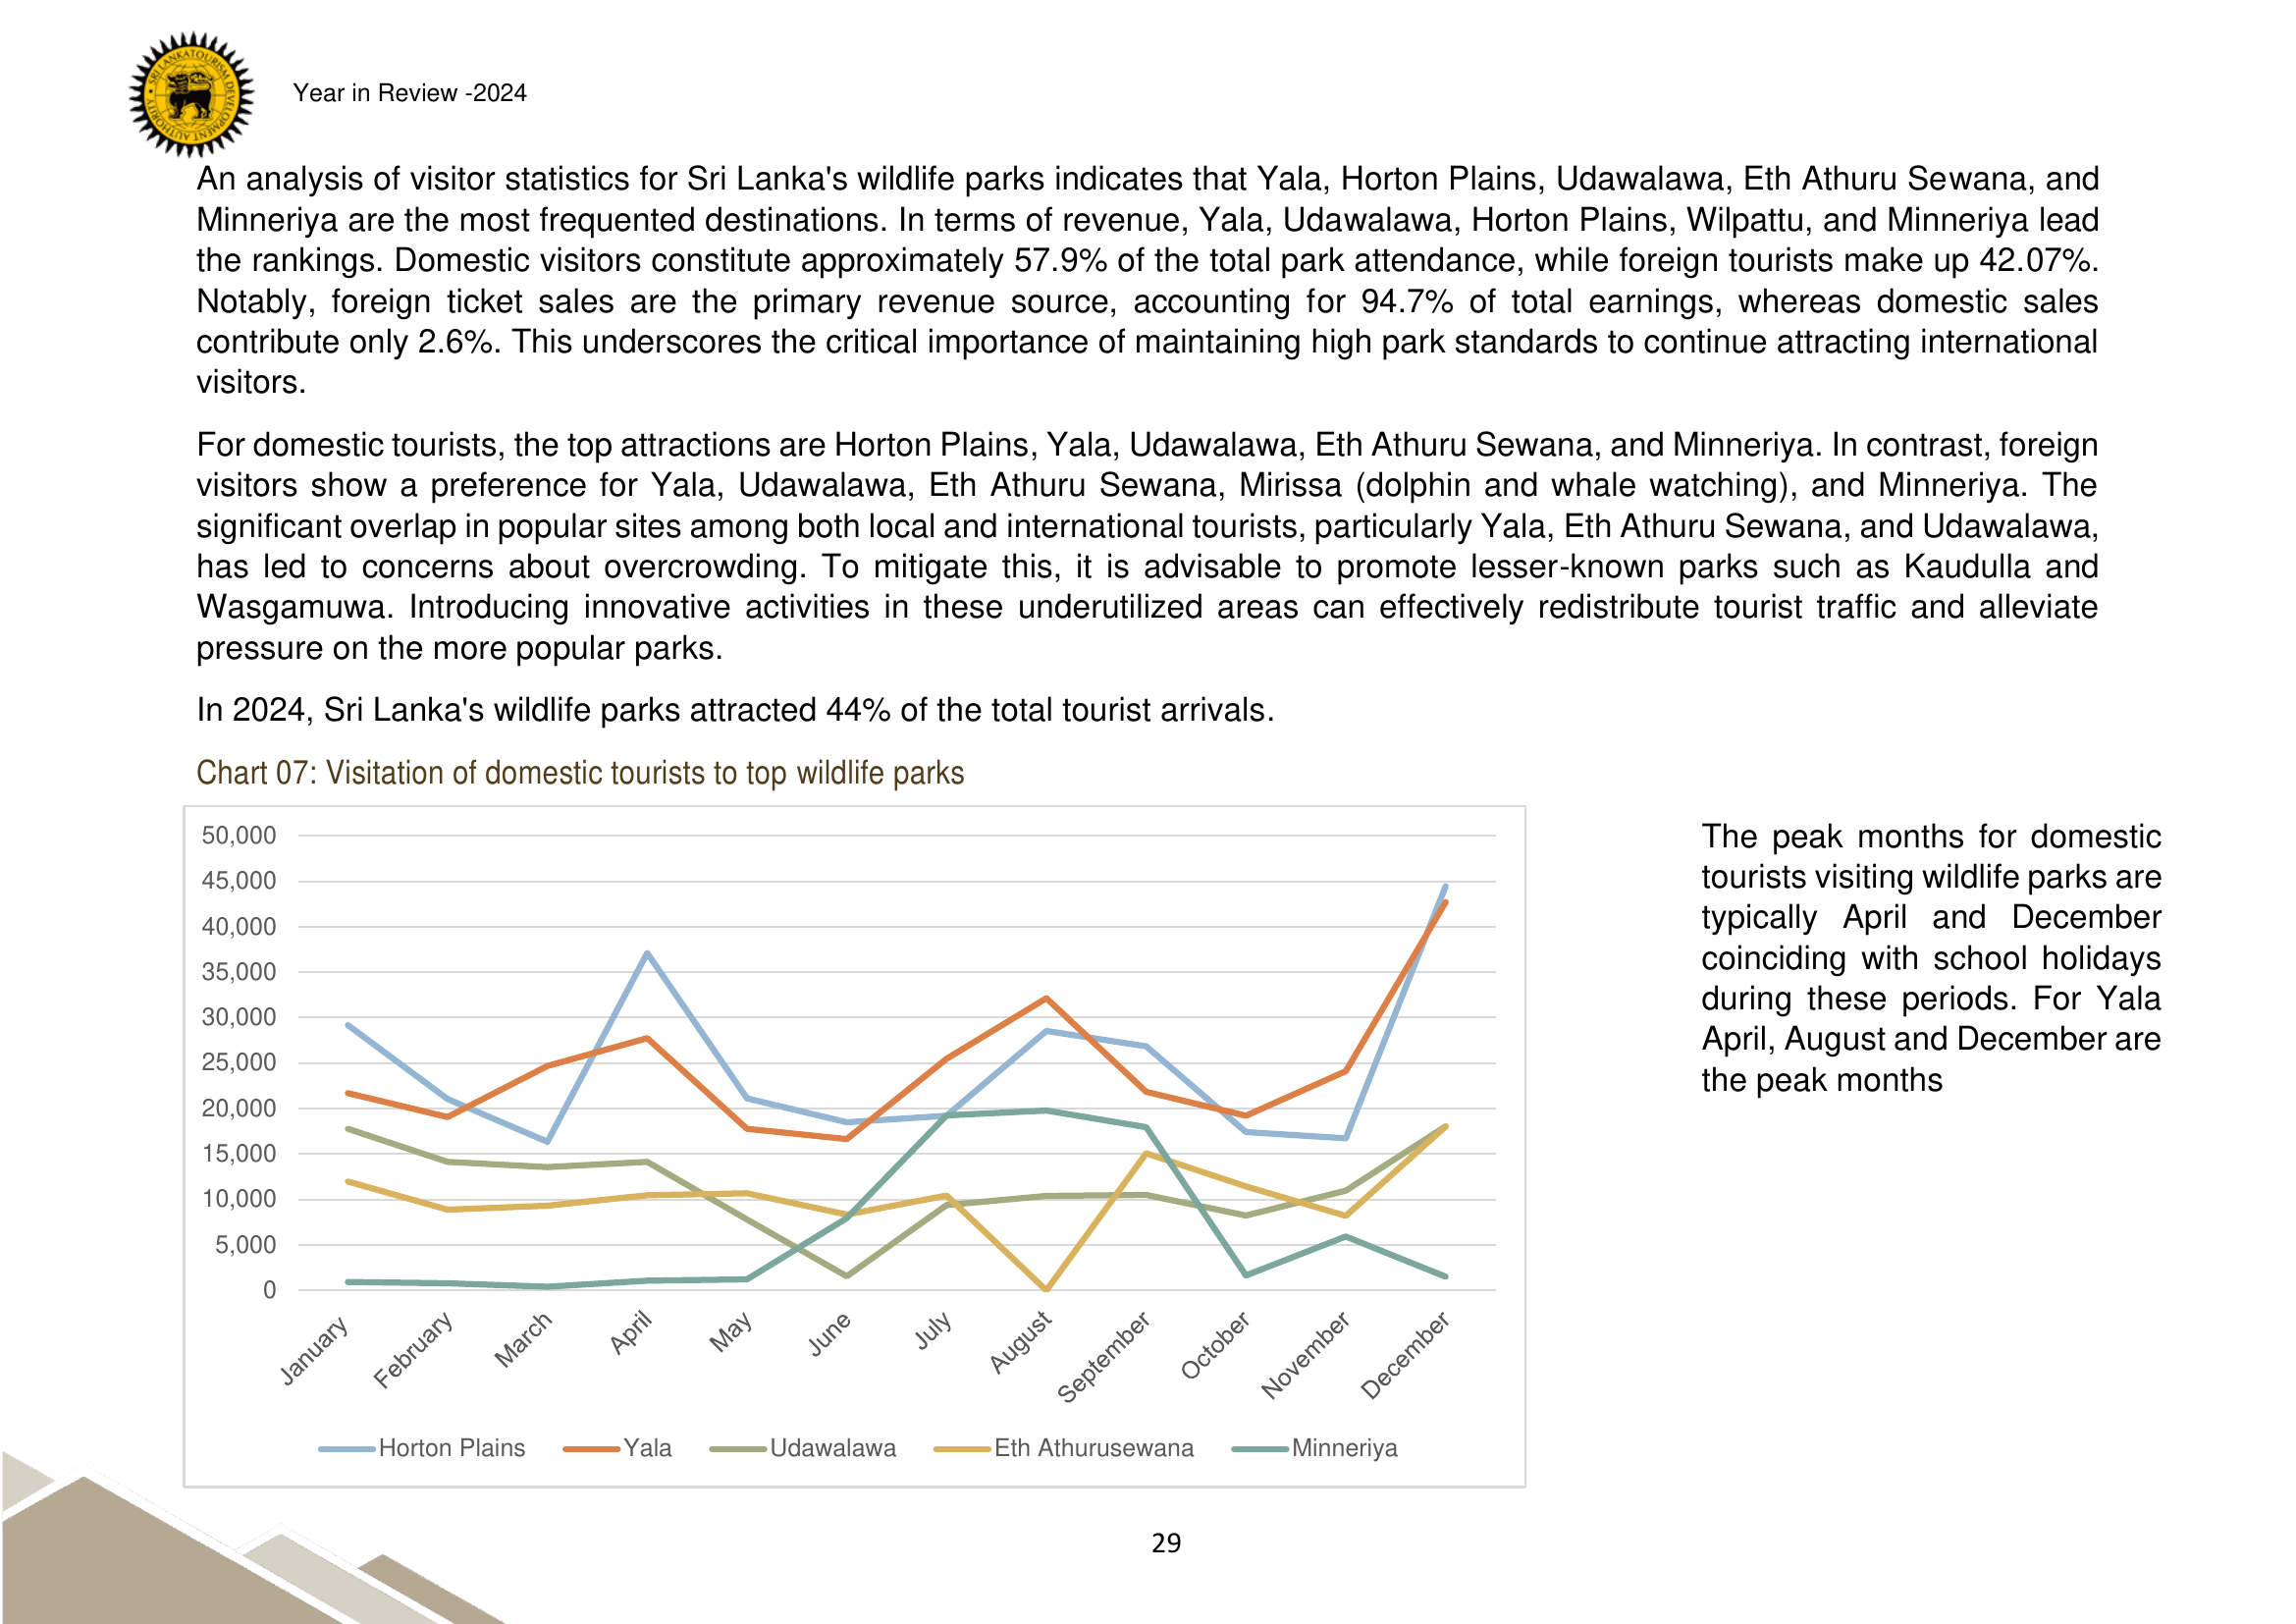 SRI LANKA TOURISM DEVELOPMENT AUTHORITY
Year in Review -2024
An analysis of visitor statistics for Sri Lanka's wildlife parks indicates that Yala, Horton Plains, Udawalawa, Eth Athuru Sewana, and
Minneriya are the most frequented destinations. In terms of revenue, Yala, Udawalawa, Horton Plains, Wilpattu, and Minneriya lead
the rankings. Domestic visitors constitute approximately 57.9% of the total park attendance, while foreign tourists make up 42.07%.
Notably, foreign ticket sales are the primary revenue source, accounting for 94.7% of total earnings, whereas domestic sales
contribute only 2.6%. This underscores the critical importance of maintaining high park standards to continue attracting international
visitors.
For domestic tourists, the top attractions are Horton Plains, Yala, Udawalawa, Eth Athuru Sewana, and Minneriya. In contrast, foreign
visitors show a preference for Yala, Udawalawa, Eth Athuru Sewana, Mirissa (dolphin and whale watching), and Minneriya. The
significant overlap in popular sites among both local and international tourists, particularly Yala, Eth Athuru Sewana, and Udawalawa,
has led to concerns about overcrowding. To mitigate this, it is advisable to promote lesser-known parks such as Kaudulla and
Wasgamuwa. Introducing innovative activities in these underutilized areas can effectively redistribute tourist traffic and alleviate
pressure on the more popular parks.
In 2024, Sri Lanka's wildlife parks attracted 44% of the total tourist arrivals.
Chart 07: Visitation of domestic tourists to top wildlife parks
50,000
45,000
40,000
35,000
30,000
25,000
20,000
15,000
10,000
5,000
0
January
February
March
April
May
June
July
August
September
October
November
December
Horton Plains
Yala
Udawalawa
Eth Athurusewana
Minneriya
The peak months for domestic
tourists visiting wildlife parks are
typically April and December
coinciding with school holidays
during these periods. For Yala
April, August and December are
the peak months
29